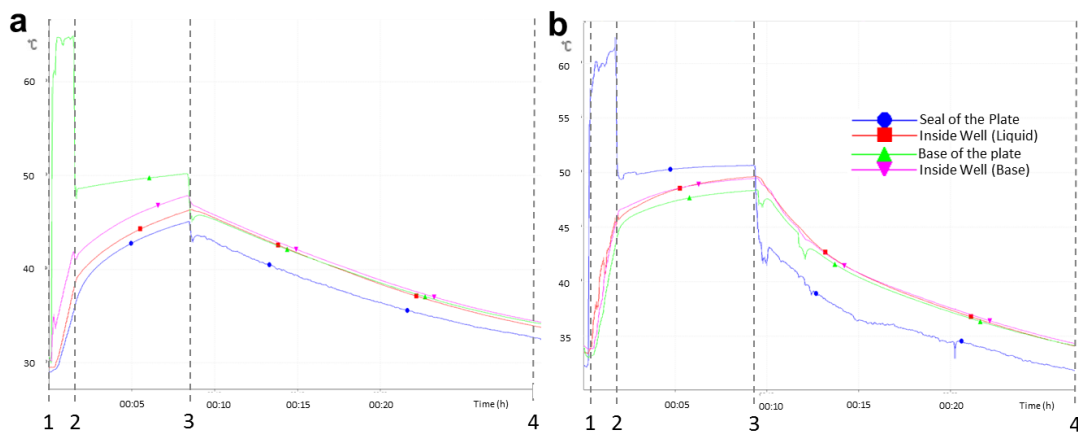 a
°C
60
50
40
30
00:05
00:10
00:15
00:20
Time (h)
1 2 3 4
b
°C
65
60
55
50
45
40
35
00:05
00:10
00:15
00:20
Time (h)
1 2 3 4
Seal of the Plate
Inside Well (Liquid)
Base of the plate
Inside Well (Base)